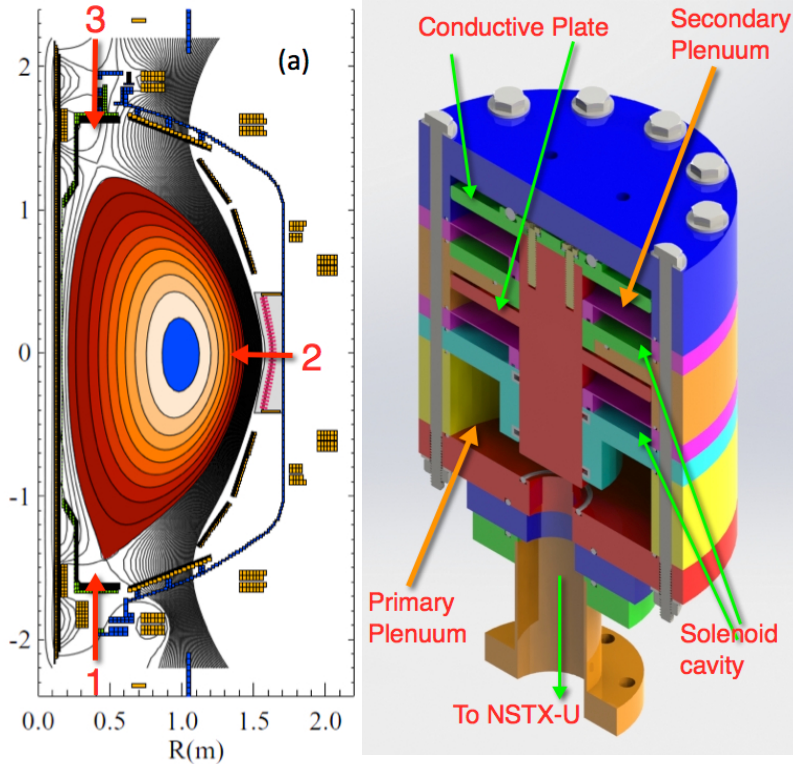 3
(a)
2
1
0
-1
-2
2
1
0.0 0.5 1.0 1.5 2.0
R(m)
Conductive Plate
Secondary
Plenuum
Primary
Plenuum
Solenoid
cavity
To NSTX-U